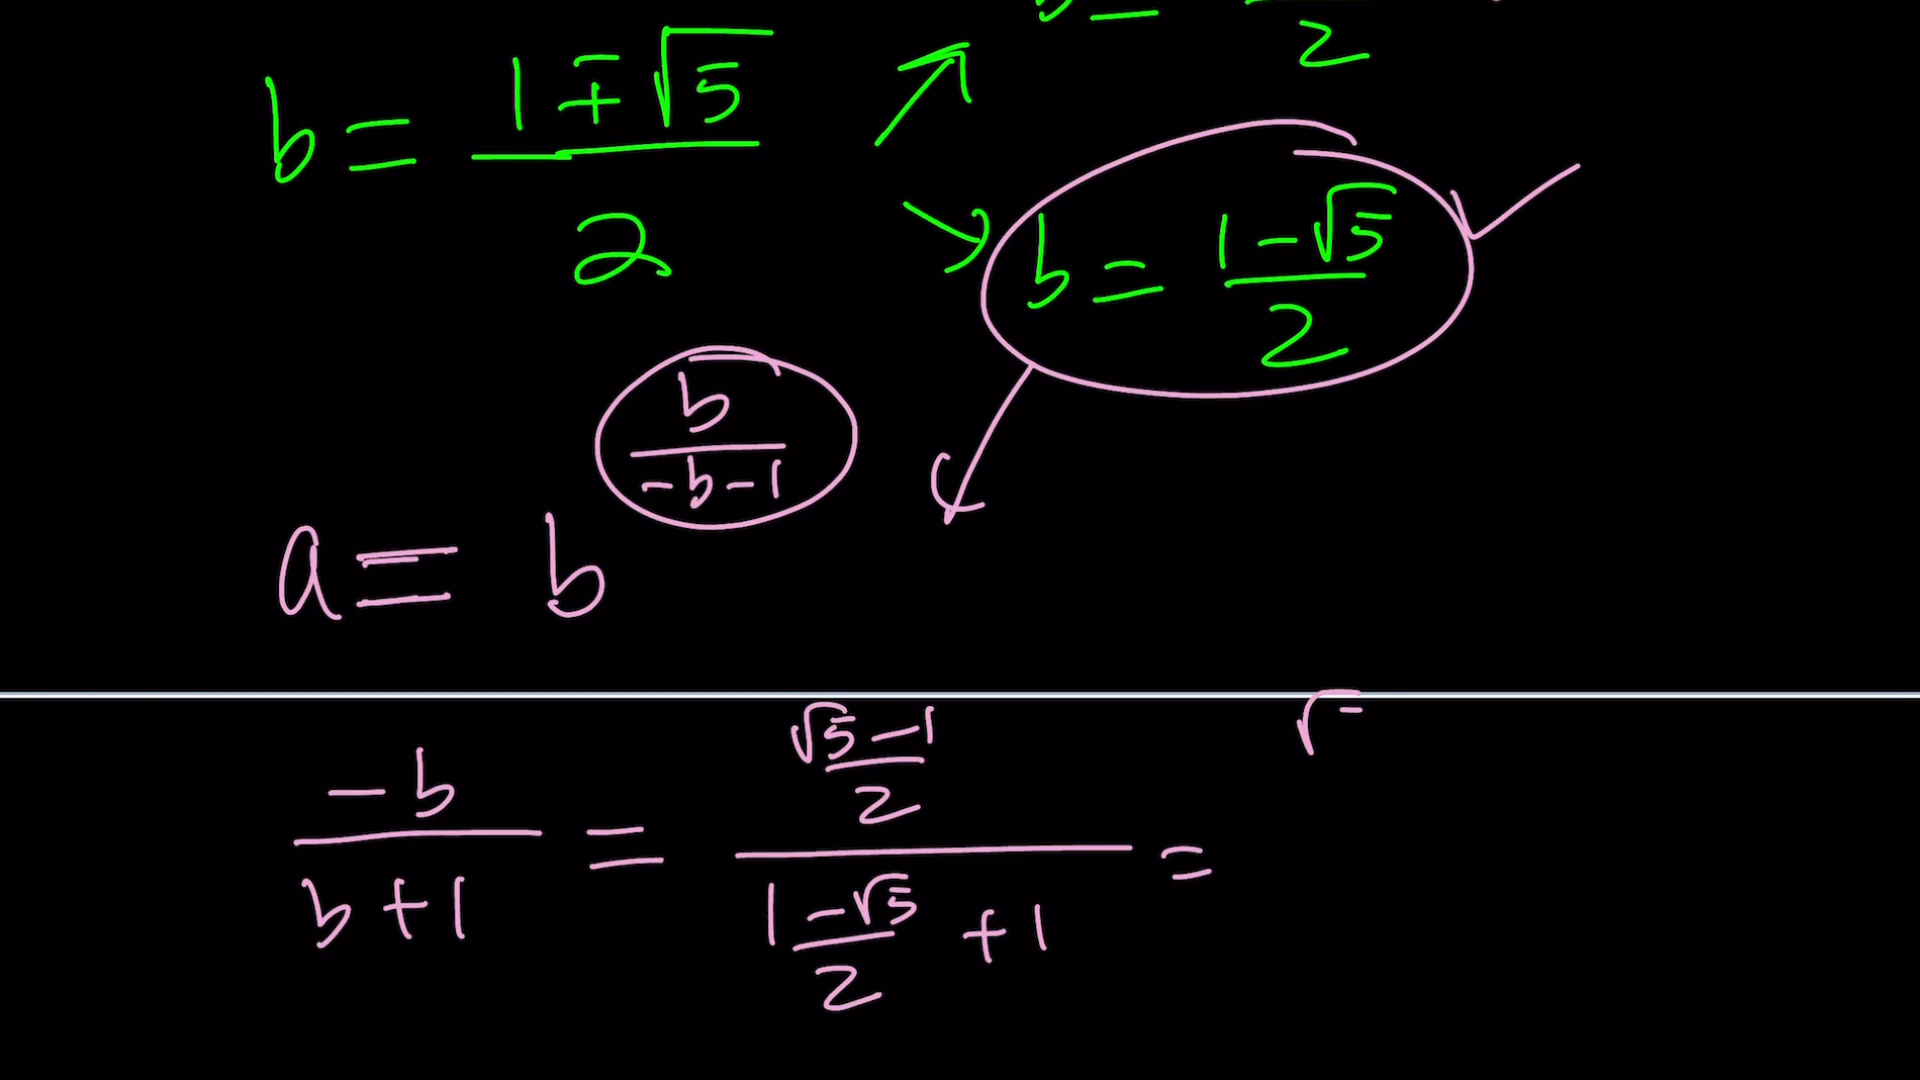 b = (1 ∓ √5)/2
b = (1 - √5)/2
a = b^(b/(-b-1))
-b/(b+1) = ((√5 - 1)/2)/((1 - √5)/2 + 1) =